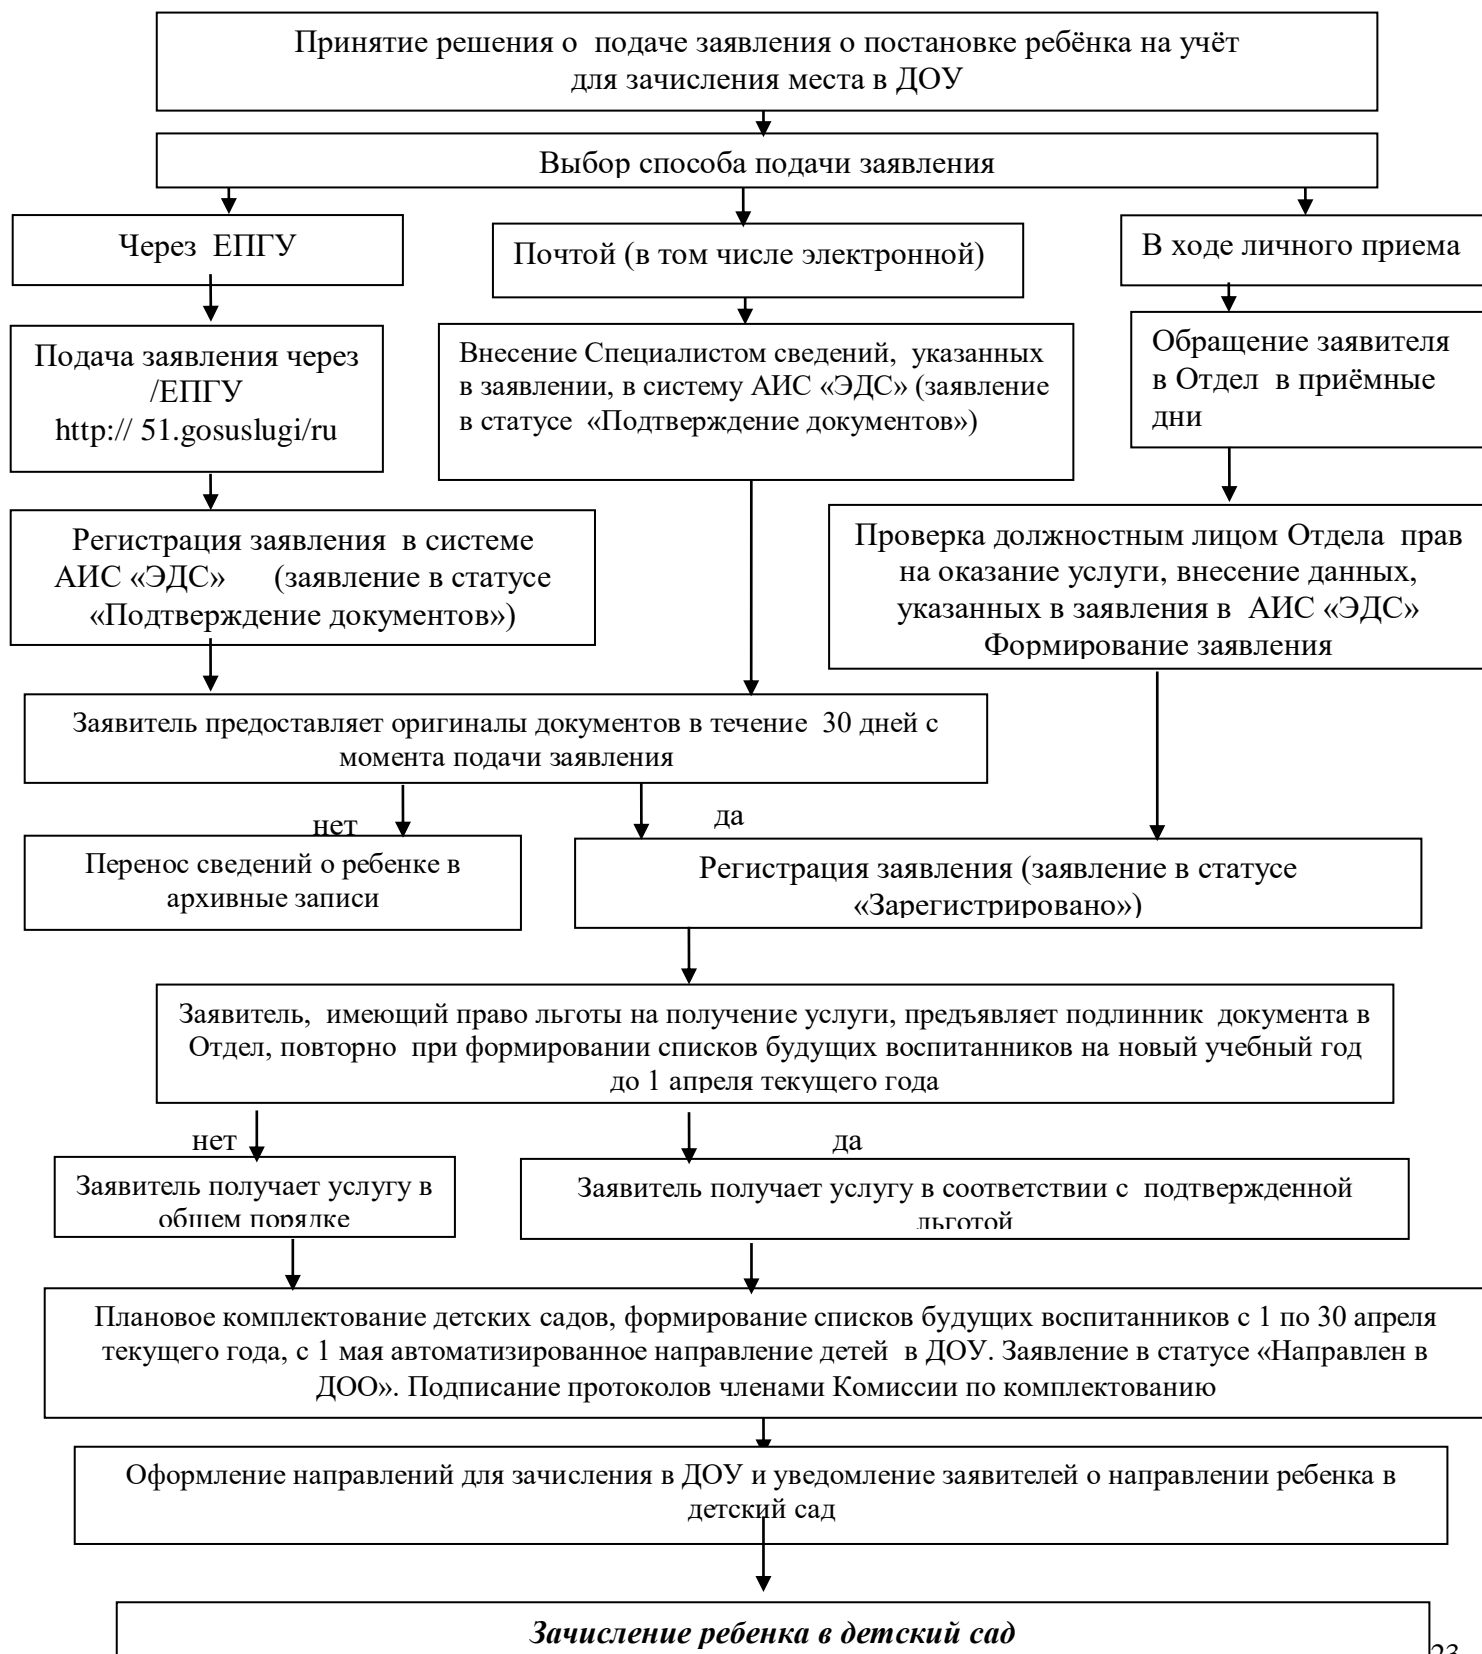 Принятие решения о подаче заявления о постановке ребёнка на учёт
для зачисления места в ДОУ
Выбор способа подачи заявления
Через ЕПГУ
Почтой (в том числе электронной)
В ходе личного приема
Подача заявления через
/ЕПГУ
http:// 51.gosuslugi/ru
Внесение Специалистом сведений, указанных
в заявлении, в систему АИС «ЭДС» (заявление
в статусе «Подтверждение документов»)
Обращение заявителя
в Отдел в приёмные
дни
Регистрация заявления в системе
АИС «ЭДС» (заявление в статусе
«Подтверждение документов»)
Проверка должностным лицом Отдела прав
на оказание услуги, внесение данных,
указанных в заявления в АИС «ЭДС»
Формирование заявления
Заявитель предоставляет оригиналы документов в течение 30 дней с
момента подачи заявления
нет
да
Перенос сведений о ребенке в
архивные записи
Регистрация заявления (заявление в статусе
«Зарегистрировано»)
Заявитель, имеющий право льготы на получение услуги, предъявляет подлинник документа в
Отдел, повторно при формировании списков будущих воспитанников на новый учебный год
до 1 апреля текущего года
нет
да
Заявитель получает услугу в
общем порядке
Заявитель получает услугу в соответствии с подтвержденной
льготой
Плановое комплектование детских садов, формирование списков будущих воспитанников с 1 по 30 апреля
текущего года, с 1 мая автоматизированное направление детей в ДОУ. Заявление в статусе «Направлен в
ДОО». Подписание протоколов членами Комиссии по комплектованию
Оформление направлений для зачисления в ДОУ и уведомление заявителей о направлении ребенка в
детский сад
Зачисление ребенка в детский сад
23